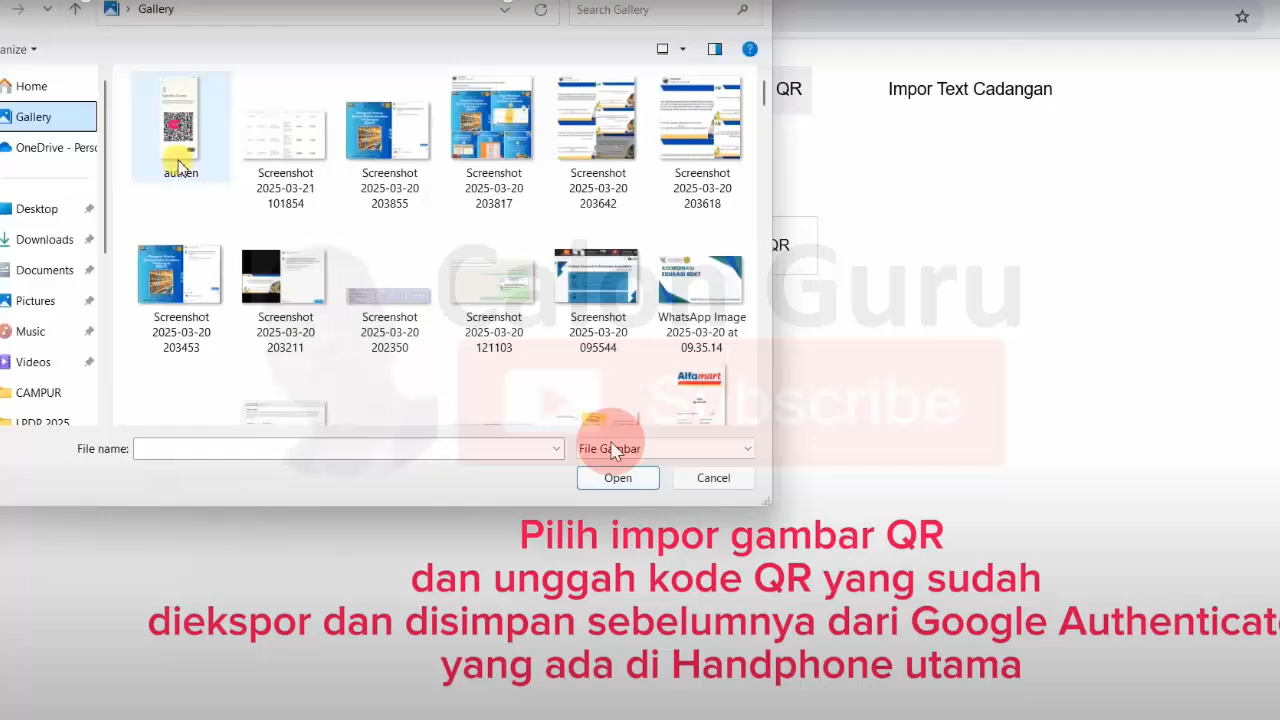 Gallery
Search Gallery
anize
Home
Gallery
OneDrive - Perso
Desktop
Downloads
Documents
Pictures
Music
Videos
CAMPUR
LPDP 2025
Screenshot
2025-03-21
101854
Screenshot
2025-03-20
203855
Screenshot
2025-03-20
203817
Screenshot
2025-03-20
203642
Screenshot
2025-03-20
203618
Screenshot
2025-03-20
203453
Screenshot
2025-03-20
203211
Screenshot
2025-03-20
202350
Screenshot
2025-03-20
121103
Screenshot
2025-03-20
095544
WhatsApp Image
2025-03-20 at
09.35.14
KOORDINASI
Alfamart
File name:
File Gambar
Open
Cancel
QR
Impor Text Cadangan
QR
Calon Guru
Subscribe
Pilih impor gambar QR
dan unggah kode QR yang sudah
diekspor dan disimpan sebelumnya dari Google Authenticato
yang ada di Handphone utama